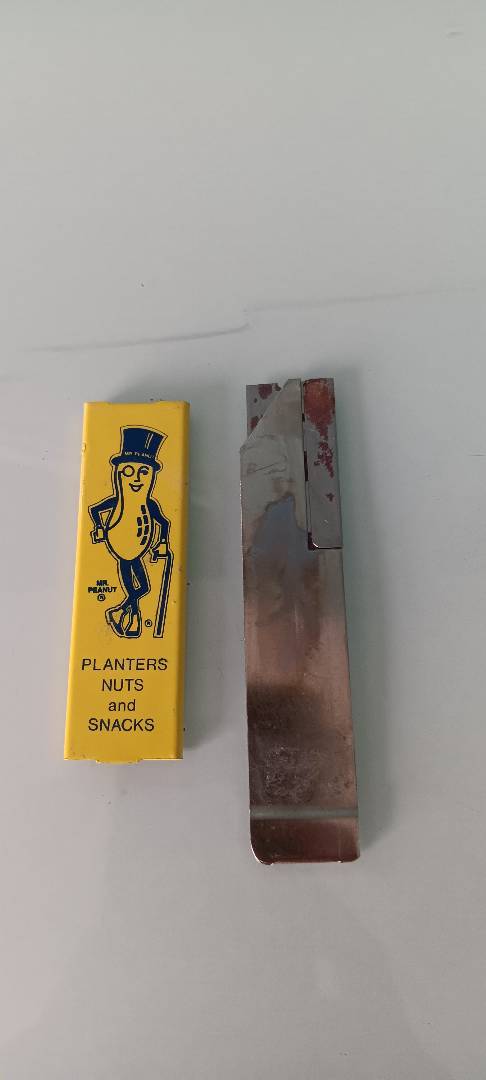 MR. PEANUT
MR.
PEANUT
®
®
PLANTERS
NUTS
and
SNACKS